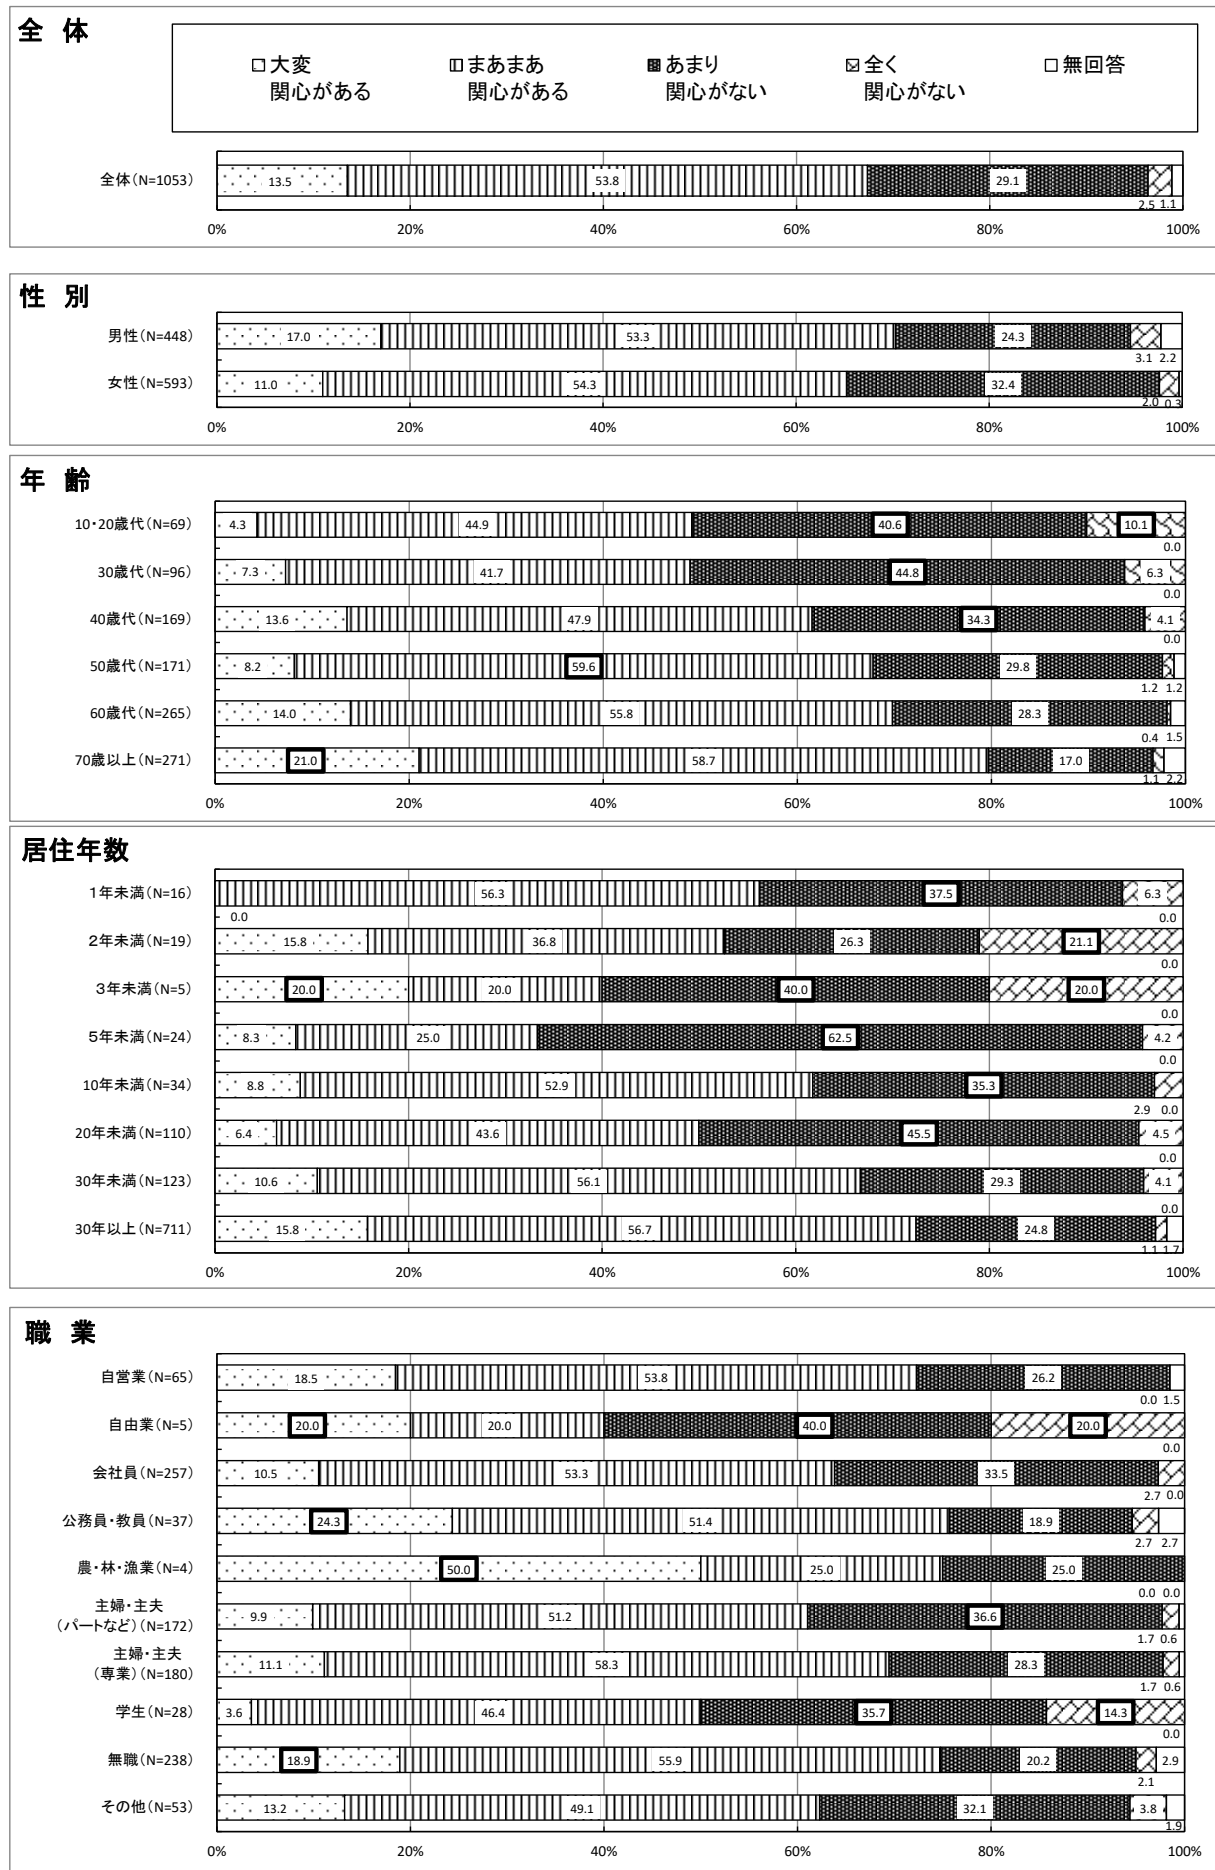 全 体
大変 まあまあ あまり 全く 無回答
関心がある 関心がある 関心がない 関心がない
全体(N=1053) 13.5 53.8 29.1
2.5 1.1
0% 20% 40% 60% 80% 100%
性 別
男性(N=448) 17.0 53.3 24.3
3.1 2.2
女性(N=593) 11.0 54.3 32.4
2.0 0.3
0% 20% 40% 60% 80% 100%
年 齢
10・20歳代(N=69) 4.3 44.9 40.6 10.1
0.0
30歳代(N=96) 7.3 41.7 44.8 6.3
0.0
40歳代(N=169) 13.6 47.9 34.3 4.1
0.0
50歳代(N=171) 8.2 59.6 29.8
1.2 1.2
60歳代(N=265) 14.0 55.8 28.3
0.4 1.5
70歳以上(N=271) 21.0 58.7 17.0
1.1 2.2
0% 20% 40% 60% 80% 100%
居住年数
1年未満(N=16) 56.3 37.5 6.3
0.0 0.0
2年未満(N=19) 15.8 36.8 26.3 21.1
0.0
3年未満(N=5) 20.0 20.0 40.0 20.0
0.0
5年未満(N=24) 8.3 25.0 62.5 4.2
0.0
10年未満(N=34) 8.8 52.9 35.3
2.9 0.0
20年未満(N=110) 6.4 43.6 45.5 4.5
0.0
30年未満(N=123) 10.6 56.1 29.3 4.1
0.0
30年以上(N=711) 15.8 56.7 24.8
1.1 1.7
0% 20% 40% 60% 80% 100%
職 業
自営業(N=65) 18.5 53.8 26.2
0.0 1.5
自由業(N=5) 20.0 20.0 40.0 20.0
0.0
会社員(N=257) 10.5 53.3 33.5
2.7 0.0
公務員・教員(N=37) 24.3 51.4 18.9
2.7 2.7
農・林・漁業(N=4) 50.0 25.0 25.0
0.0 0.0
主婦・主夫
(パートなど)(N=172) 9.9 51.2 36.6
1.7 0.6
主婦・主夫
(専業)(N=180) 11.1 58.3 28.3
1.7 0.6
学生(N=28) 3.6 46.4 35.7 14.3
0.0
無職(N=238) 18.9 55.9 20.2 2.9
2.1
その他(N=53) 13.2 49.1 32.1 3.8
1.9
0% 20% 40% 60% 80% 100%